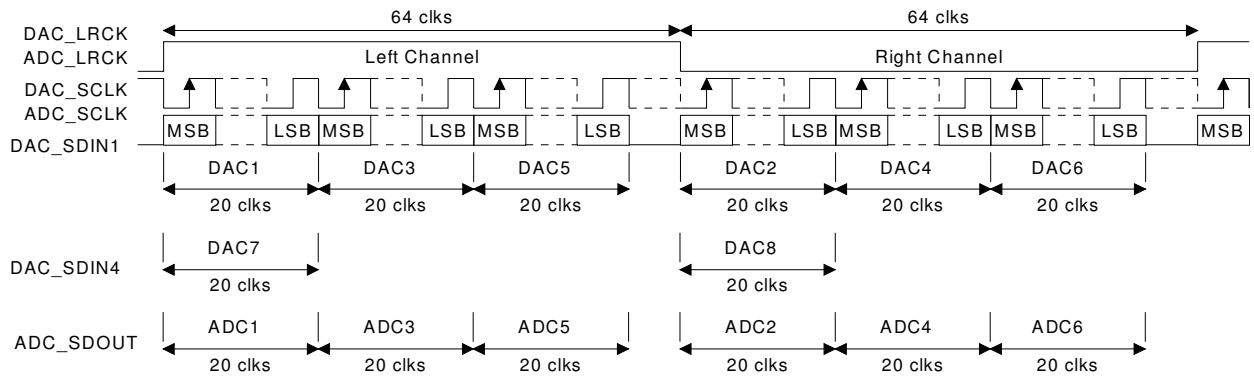 64 clks 64 clks
DAC_LRCK
ADC_LRCK Left Channel Right Channel
DAC_SCLK
ADC_SCLK
MSB LSB MSB LSB MSB LSB MSB LSB MSB LSB MSB LSB MSB
DAC_SDIN1
DAC1 DAC3 DAC5 DAC2 DAC4 DAC6
20 clks 20 clks 20 clks 20 clks 20 clks 20 clks
DAC7 DAC8
DAC_SDIN4
20 clks 20 clks
ADC1 ADC3 ADC5 ADC2 ADC4 ADC6
ADC_SDOUT
20 clks 20 clks 20 clks 20 clks 20 clks 20 clks